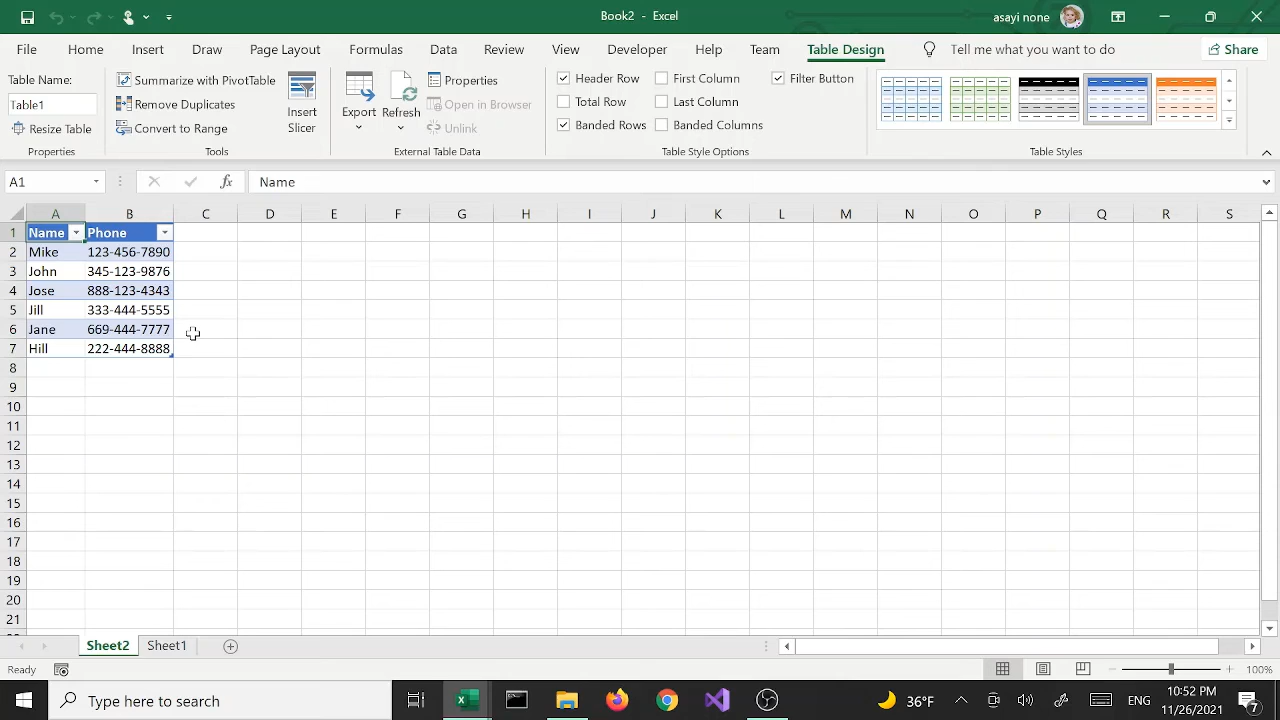 Book2 - Excel
asayi none
File Home Insert Draw Page Layout Formulas Data Review View Developer Help Team Table Design Tell me what you want to do Share
Table Name:
Table1
Resize Table
Properties
Summarize with PivotTable
Remove Duplicates
Convert to Range
Insert
Slicer
Tools
Export
Refresh
Properties
Open in Browser
Unlink
External Table Data
Header Row First Column Filter Button
Total Row Last Column
Banded Rows Banded Columns
Table Style Options
Table Styles
A1 fx Name
A B C D E F G H I J K L M N O P Q R S
1 Name Phone
2 Mike 123-456-7890
3 John 345-123-9876
4 Jose 888-123-4343
5 Jill 333-444-5555
6 Jane 669-444-7777
7 Hill 222-444-8888
8
9
10
11
12
13
14
15
16
17
18
19
20
21
Sheet2 Sheet1
Ready 100%
Type here to search
36°F
ENG
10:52 PM
11/26/2021
7